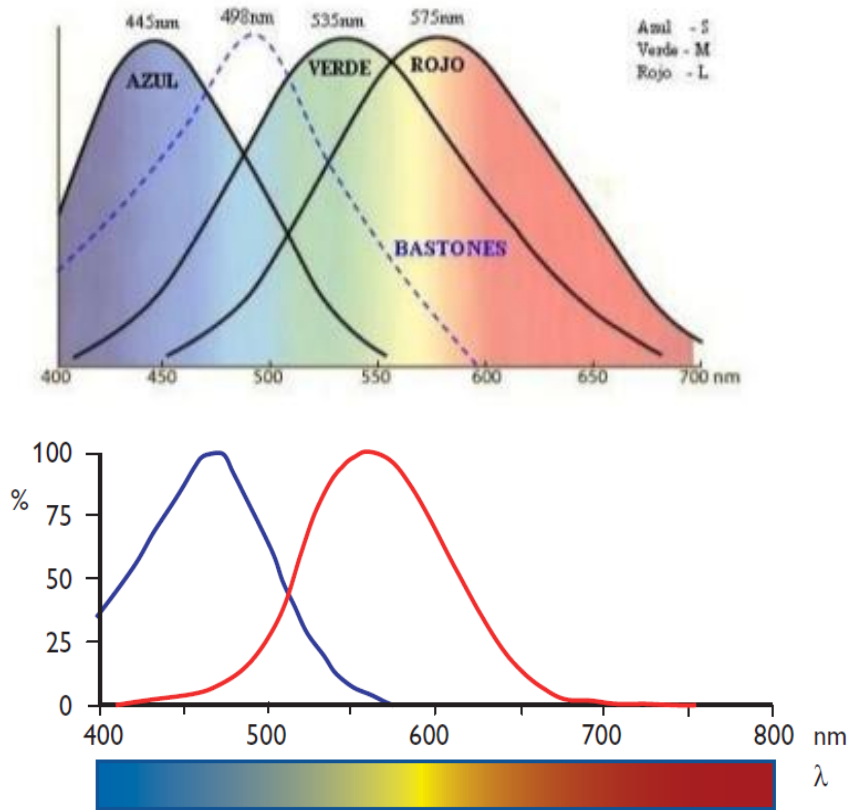 445nm 498nm 535nm 575nm
Azul - S
Verde - M
Rojo - L
AZUL VERDE ROJO
BASTONES
400 450 500 550 600 650 700 nm
100
%
75
50
25
0
400 500 600 700 800 nm
λ